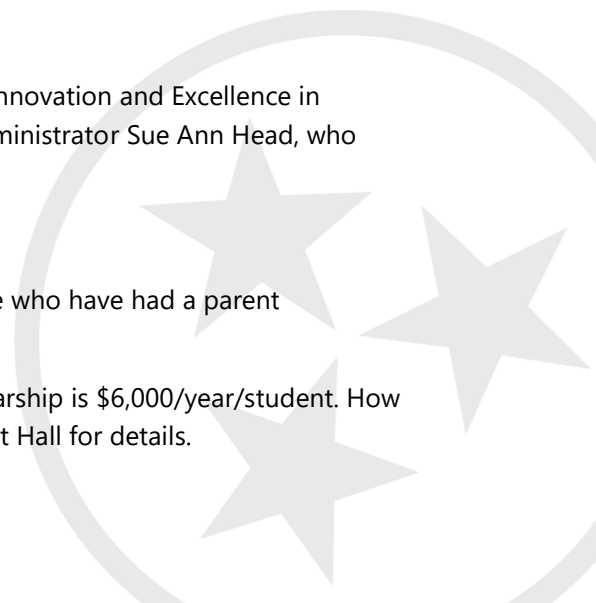 nnovation and Excellence in
ministrator Sue Ann Head, who
who have had a parent
arship is $6,000/year/student. How
t Hall for details.